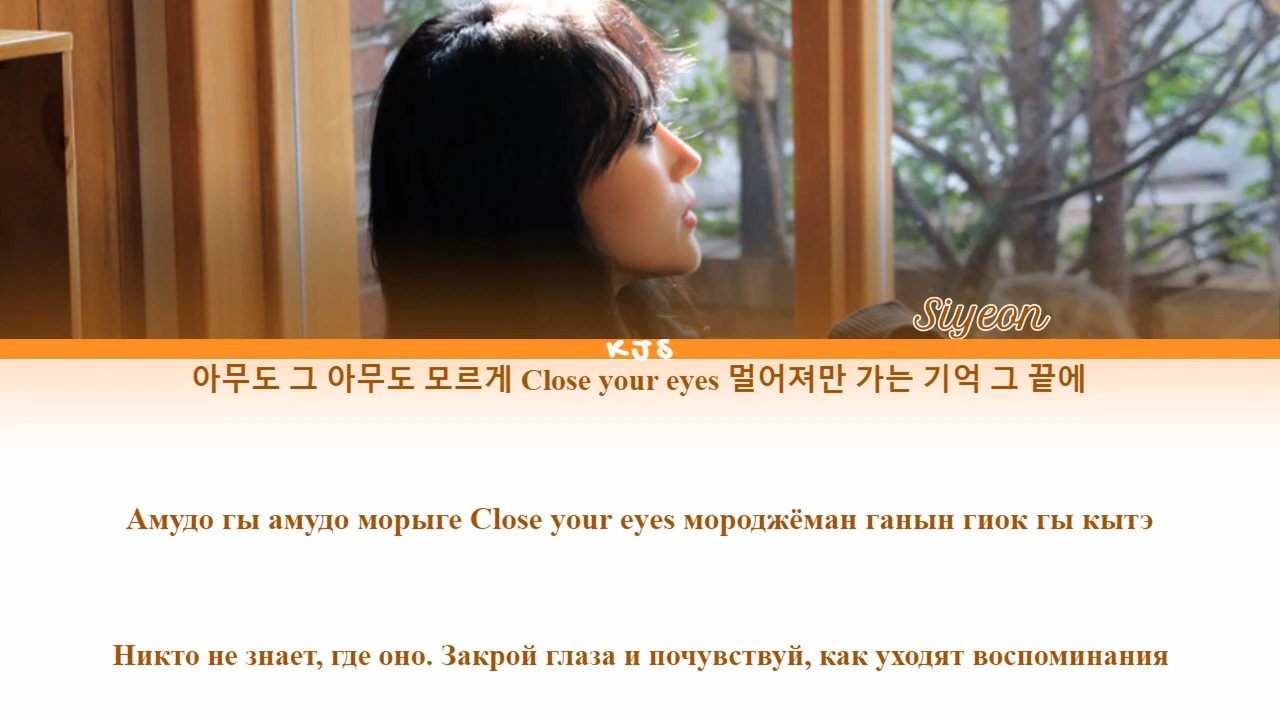 Siyeon
KJS
아무도 그 아무도 모르게 Close your eyes 멀어져만 가는 기억 그 끝에
Амудо гы амудо морыге Close your eyes мороджёман ганын гиок гы кытэ
Никто не знает, где оно. Закрой глаза и почувствуй, как уходят воспоминания